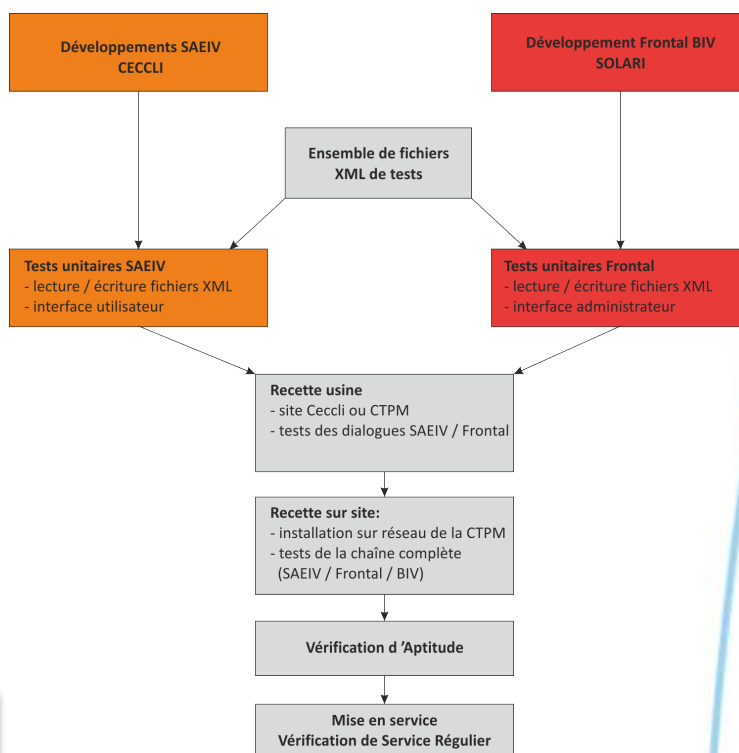 Développements SAEIV
CECCLI
Développement Frontal BIV
SOLARI
Ensemble de fichiers
XML de tests
Tests unitaires SAEIV
- lecture / écriture fichiers XML
- interface utilisateur
Tests unitaires Frontal
- lecture / écriture fichiers XML
- interface administrateur
Recette usine
- site Ceccli ou CTPM
- tests des dialogues SAEIV / Frontal
Recette sur site:
- installation sur réseau de la CTPM
- tests de la chaîne complète
(SAEIV / Frontal / BIV)
Vérification d 'Aptitude
Mise en service
Vérification de Service Régulier